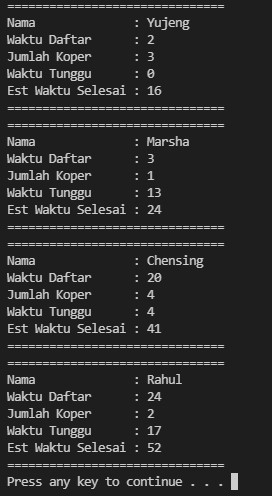 ===============================
Nama              : Yujeng
Waktu Daftar      : 2
Jumlah Koper      : 3
Waktu Tunggu      : 0
Est Waktu Selesai : 16
===============================
===============================
Nama              : Marsha
Waktu Daftar      : 3
Jumlah Koper      : 1
Waktu Tunggu      : 13
Est Waktu Selesai : 24
===============================
===============================
Nama              : Chensing
Waktu Daftar      : 20
Jumlah Koper      : 4
Waktu Tunggu      : 4
Est Waktu Selesai : 41
===============================
===============================
Nama              : Rahul
Waktu Daftar      : 24
Jumlah Koper      : 2
Waktu Tunggu      : 17
Est Waktu Selesai : 52
===============================
Press any key to continue . . .